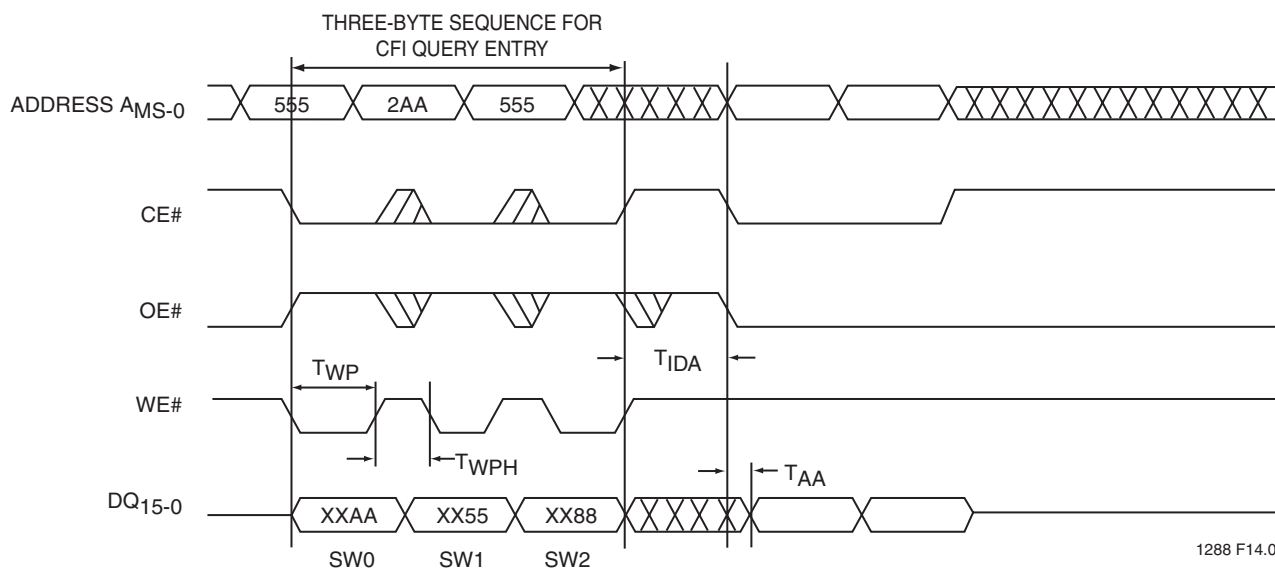 THREE-BYTE SEQUENCE FOR
CFI QUERY ENTRY
ADDRESS AMS-0
555
2AA
555
CE#
OE#
TIDA
TWP
WE#
TWPH
TAA
DQ15-0
XXAA
XX55
XX88
SW0
SW1
SW2
1288 F14.0